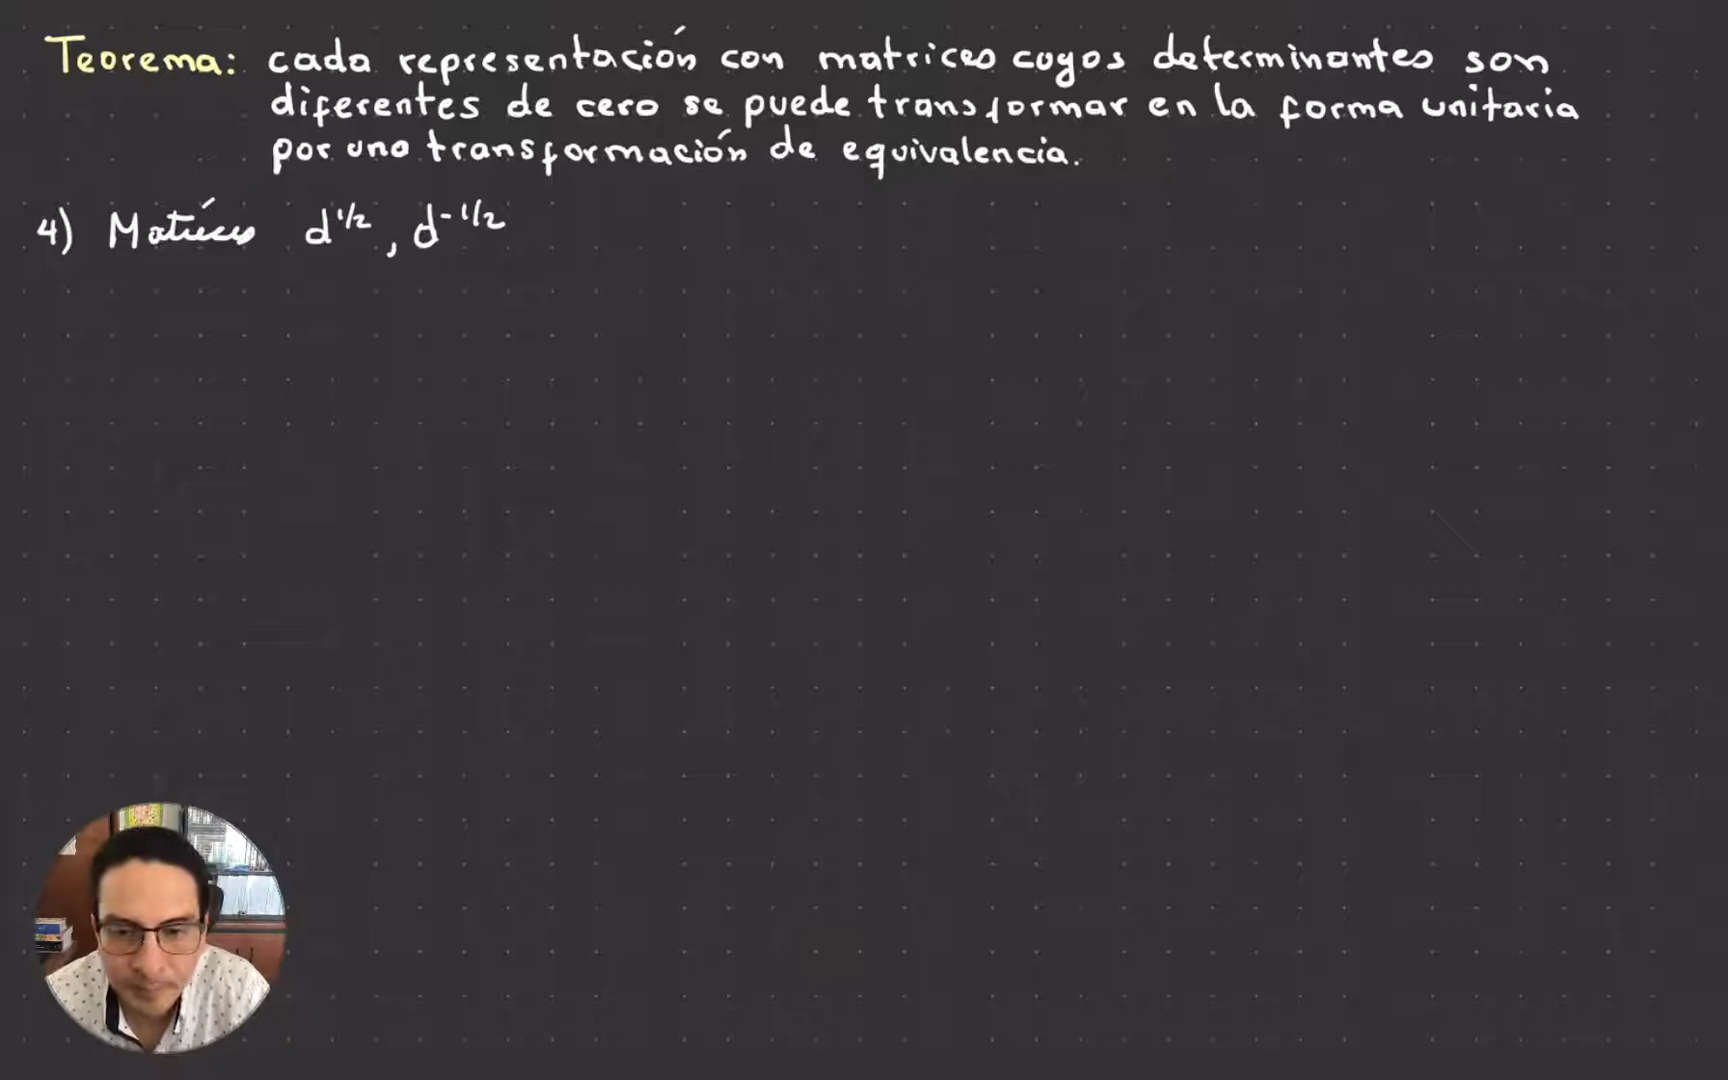 Teorema: cada representación con matrices cuyos determinantes son
diferentes de cero se puede transformar en la forma unitaria
por una transformación de equivalencia.
4) Matrices d^1/2, d^-1/2